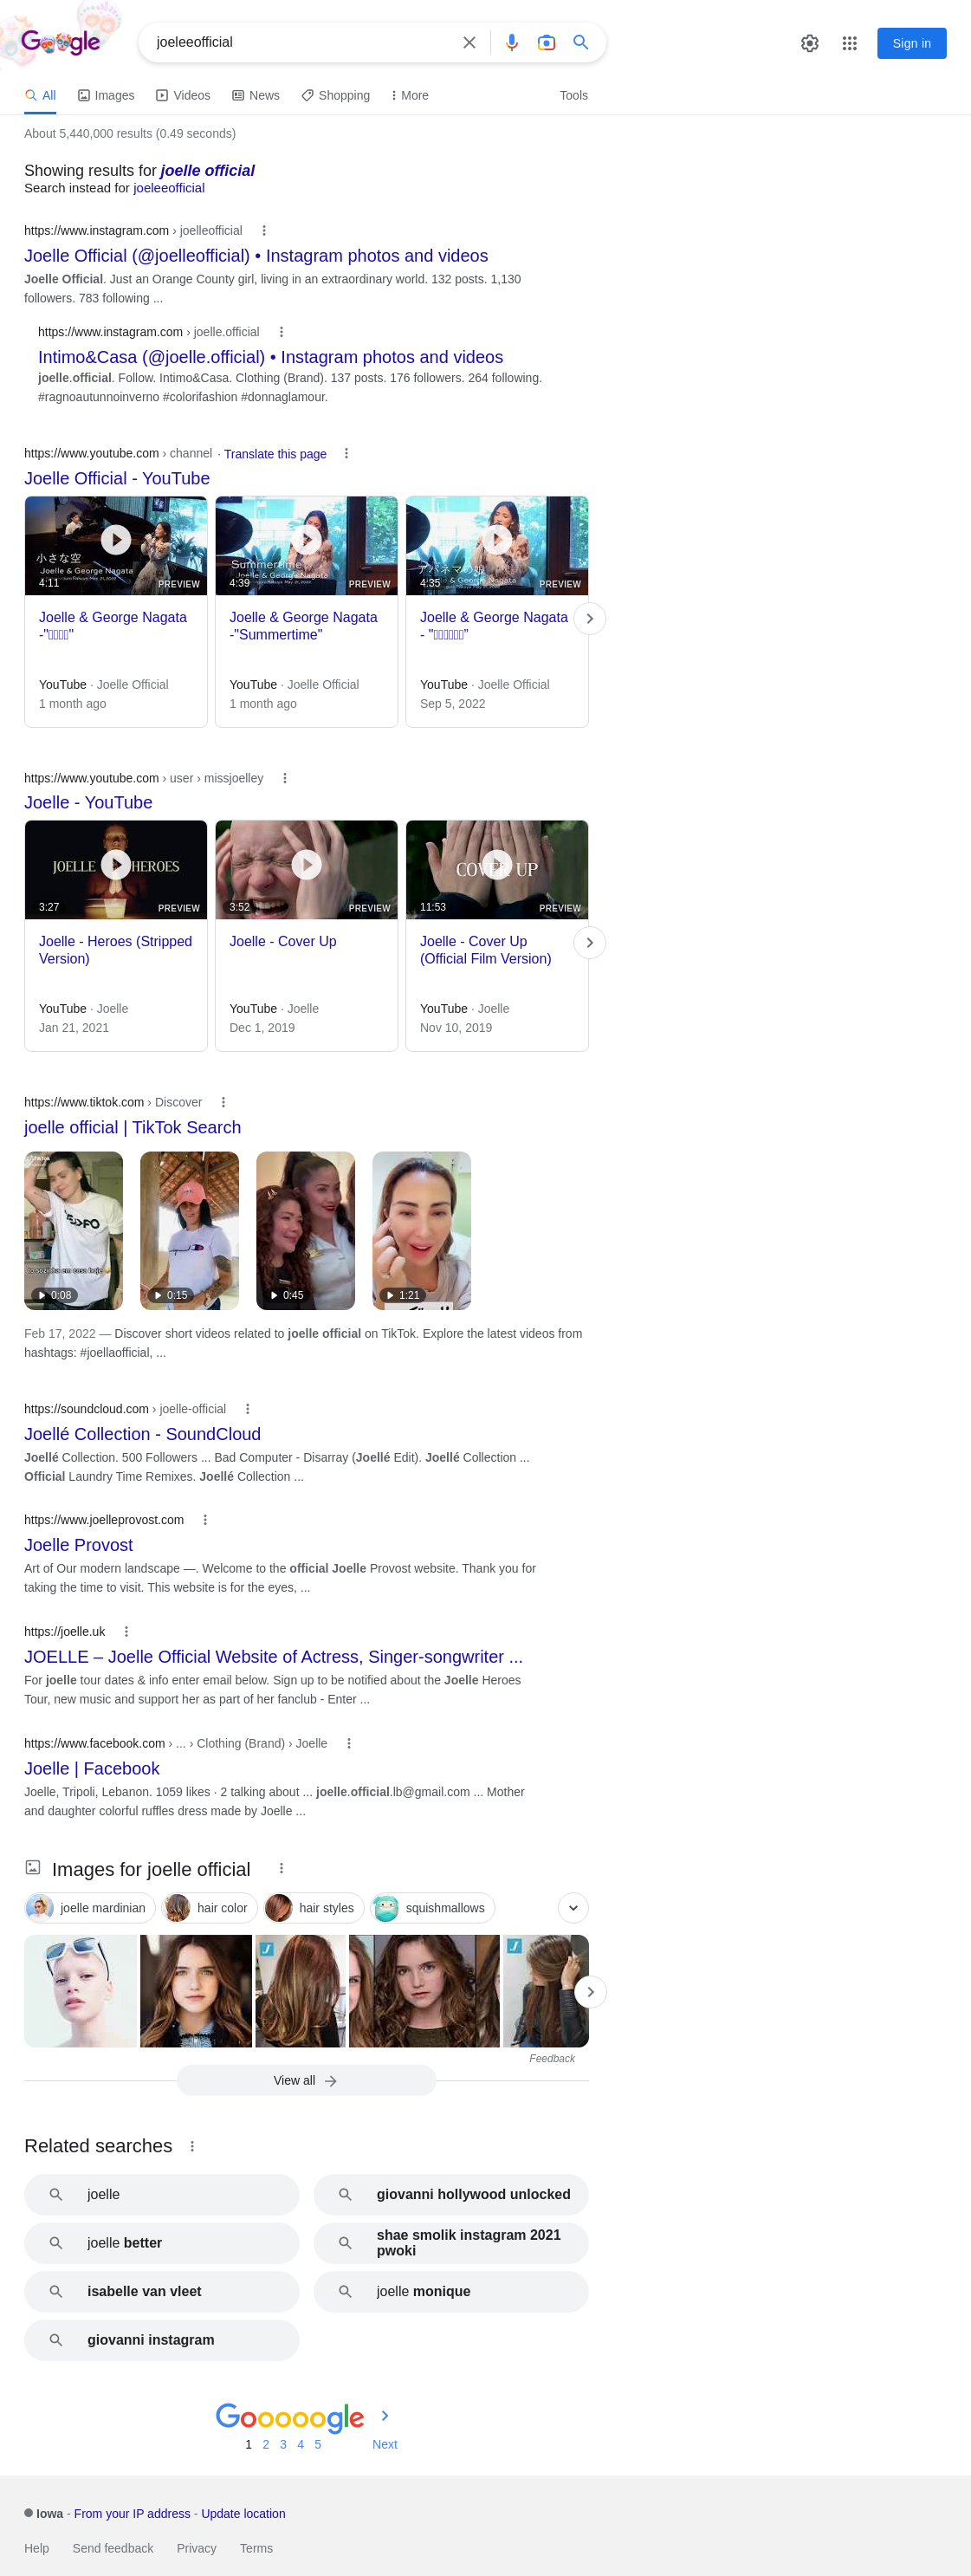 Google
joeleeofficial
Sign in
All
Images
Videos
News
Shopping
More
Tools
About 5,440,000 results (0.49 seconds)
Showing results for joelle official
Search instead for joeleeofficial
https://www.instagram.com › joelleofficial
Joelle Official (@joelleofficial) • Instagram photos and videos
Joelle Official. Just an Orange County girl, living in an extraordinary world. 132 posts. 1,130
followers. 783 following ...
https://www.instagram.com › joelle.official
Intimo&Casa (@joelle.official) • Instagram photos and videos
joelle.official. Follow. Intimo&Casa. Clothing (Brand). 137 posts. 176 followers. 264 following.
#ragnoautunnoinverno #colorifashion #donnaglamour.
https://www.youtube.com › channel · Translate this page
Joelle Official - YouTube
小さな空
Joelle & George Nagata
4:11
PREVIEW
Summertime
Joelle & George Nagata
4:39
PREVIEW
4:35
PREVIEW
Joelle & George Nagata
-"▯▯▯▯"
Joelle & George Nagata
-"Summertime"
Joelle & George Nagata
- "▯▯▯▯▯▯”
YouTube · Joelle Official
1 month ago
YouTube · Joelle Official
1 month ago
YouTube · Joelle Official
Sep 5, 2022
https://www.youtube.com › user › missjoelley
Joelle - YouTube
JOELLE HEROES
3:27
PREVIEW
3:52
PREVIEW
COVER UP
11:53
PREVIEW
Joelle - Heroes (Stripped
Version)
Joelle - Cover Up
Joelle - Cover Up
(Official Film Version)
YouTube · Joelle
Jan 21, 2021
YouTube · Joelle
Dec 1, 2019
YouTube · Joelle
Nov 10, 2019
https://www.tiktok.com › Discover
joelle official | TikTok Search
0:08
0:15
0:45
1:21
Feb 17, 2022 — Discover short videos related to joelle official on TikTok. Explore the latest videos from
hashtags: #joellaofficial, ...
https://soundcloud.com › joelle-official
Joellé Collection - SoundCloud
Joellé Collection. 500 Followers ... Bad Computer - Disarray (Joellé Edit). Joellé Collection ...
Official Laundry Time Remixes. Joellé Collection ...
https://www.joelleprovost.com
Joelle Provost
Art of Our modern landscape —. Welcome to the official Joelle Provost website. Thank you for
taking the time to visit. This website is for the eyes, ...
https://joelle.uk
JOELLE – Joelle Official Website of Actress, Singer-songwriter ...
For joelle tour dates & info enter email below. Sign up to be notified about the Joelle Heroes
Tour, new music and support her as part of her fanclub - Enter ...
https://www.facebook.com › ... › Clothing (Brand) › Joelle
Joelle | Facebook
Joelle, Tripoli, Lebanon. 1059 likes · 2 talking about ... joelle.official.lb@gmail.com ... Mother
and daughter colorful ruffles dress made by Joelle ...
Images for joelle official
joelle mardinian
hair color
hair styles
squishmallows
Feedback
View all
Related searches
joelle
giovanni hollywood unlocked
joelle better
shae smolik instagram 2021
pwoki
isabelle van vleet
joelle monique
giovanni instagram
Goooooogle
1 2 3 4 5 Next
Iowa - From your IP address - Update location
Help Send feedback Privacy Terms